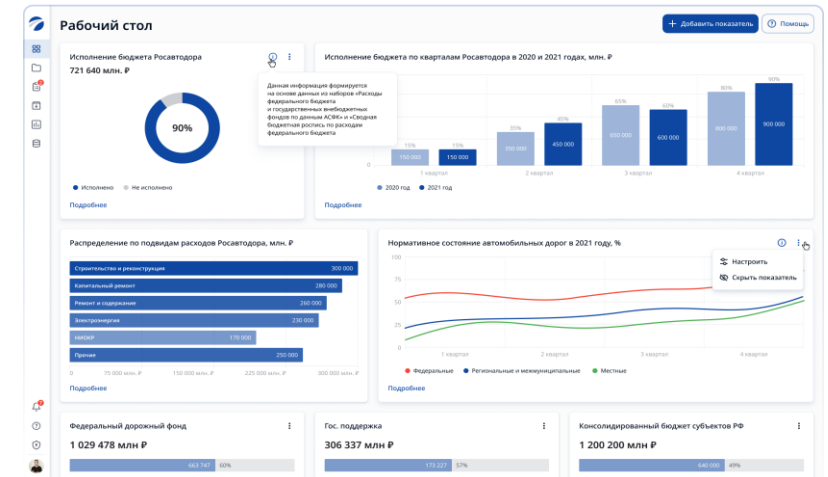 Рабочий стол
Добавить показатель
Помощь
Исполнение бюджета Росавтодора
721 640 млн. ₽
90%
Исполнено
Не исполнено
Подробнее
Данная информация формируется
на основе данных из наборов «Расходы
федерального бюджета
и государственных внебюджетных
фондов по данным АСФК» и «Сводная
бюджетная роспись по расходам
федерального бюджета
Исполнение бюджета по кварталам Росавтодора в 2020 и 2021 годах, млн. ₽
15%
15%
35%
45%
65%
60%
80%
90%
150 000
150 000
350 000
450 000
650 000
600 000
800 000
900 000
0
1 квартал
2 квартал
3 квартал
4 квартал
2020 год
2021 год
Подробнее
Распределение по подвидам расходов Росавтодора, млн. ₽
Строительство и реконструкция 300 000
Капитальный ремонт 280 000
Ремонт и содержание 260 000
Электроэнергия 230 000
НИОКР 170 000
Прочие 250 000
0
75 000 млн. ₽
150 000 млн. ₽
225 000 млн. ₽
300 000 млн. ₽
Подробнее
Нормативное состояние автомобильных дорог в 2021 году, %
Настроить
Скрыть показатель
100
75
50
25
0
1 квартал
2 квартал
3 квартал
4 квартал
Федеральные
Региональные и межмуниципальные
Местные
Подробнее
Федеральный дорожный фонд
1 029 478 млн ₽
663 747 60%
Гос. поддержка
306 337 млн ₽
173 227 57%
Консолидированный бюджет субъектов РФ
1 200 200 млн ₽
640 000 49%